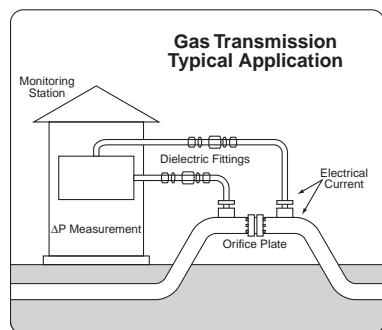 Gas Transmission
Typical Application
Monitoring
Station
Dielectric Fittings
Electrical
Current
ΔP Measurement
Orifice Plate